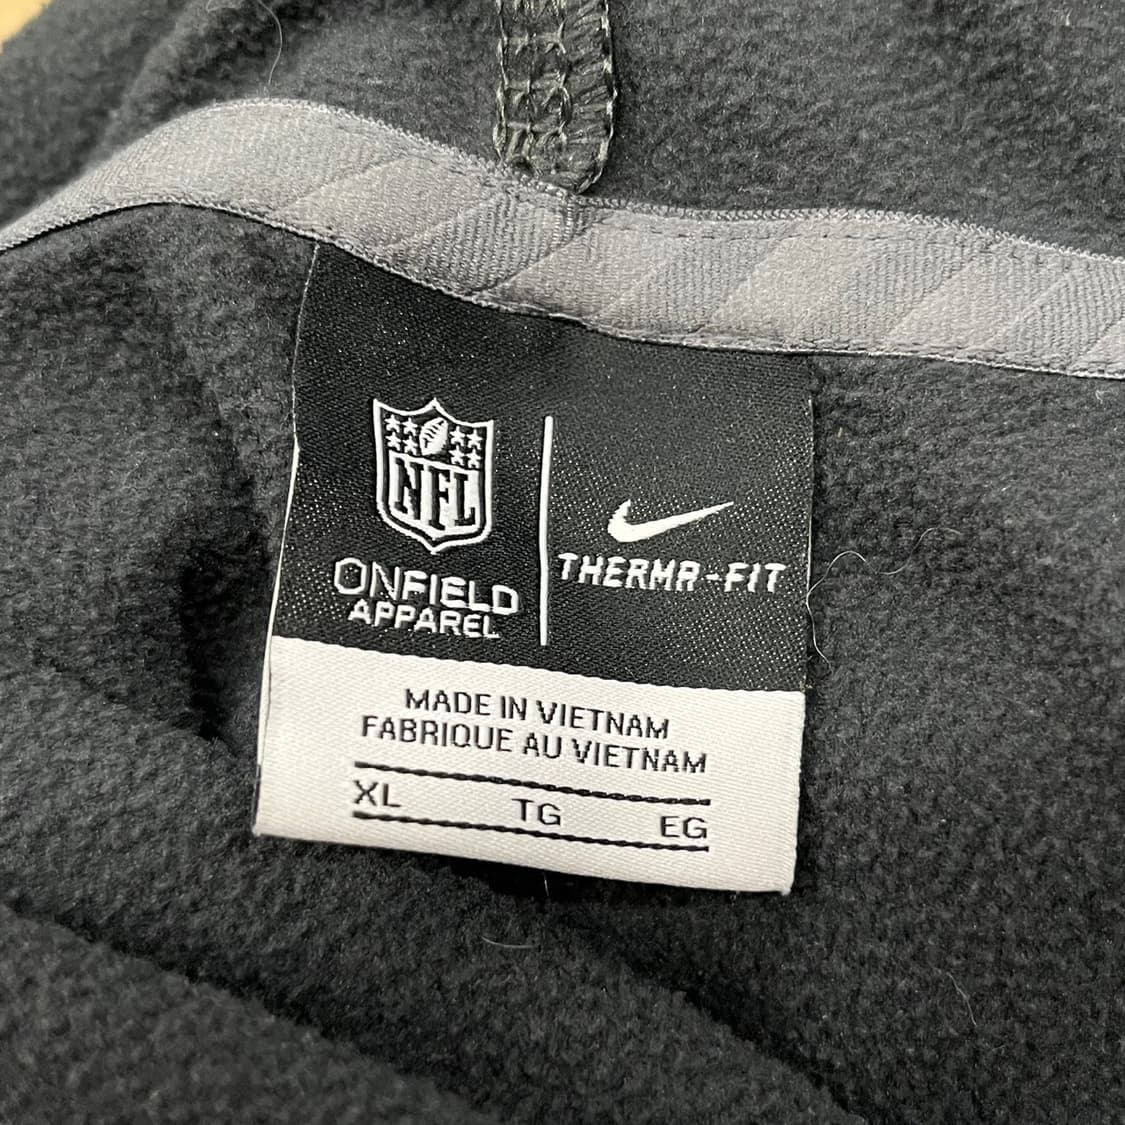 NFL
ONFIELD
APPAREL
THERMA-FIT
MADE IN VIETNAM
FABRIQUE AU VIETNAM
XL TG EG